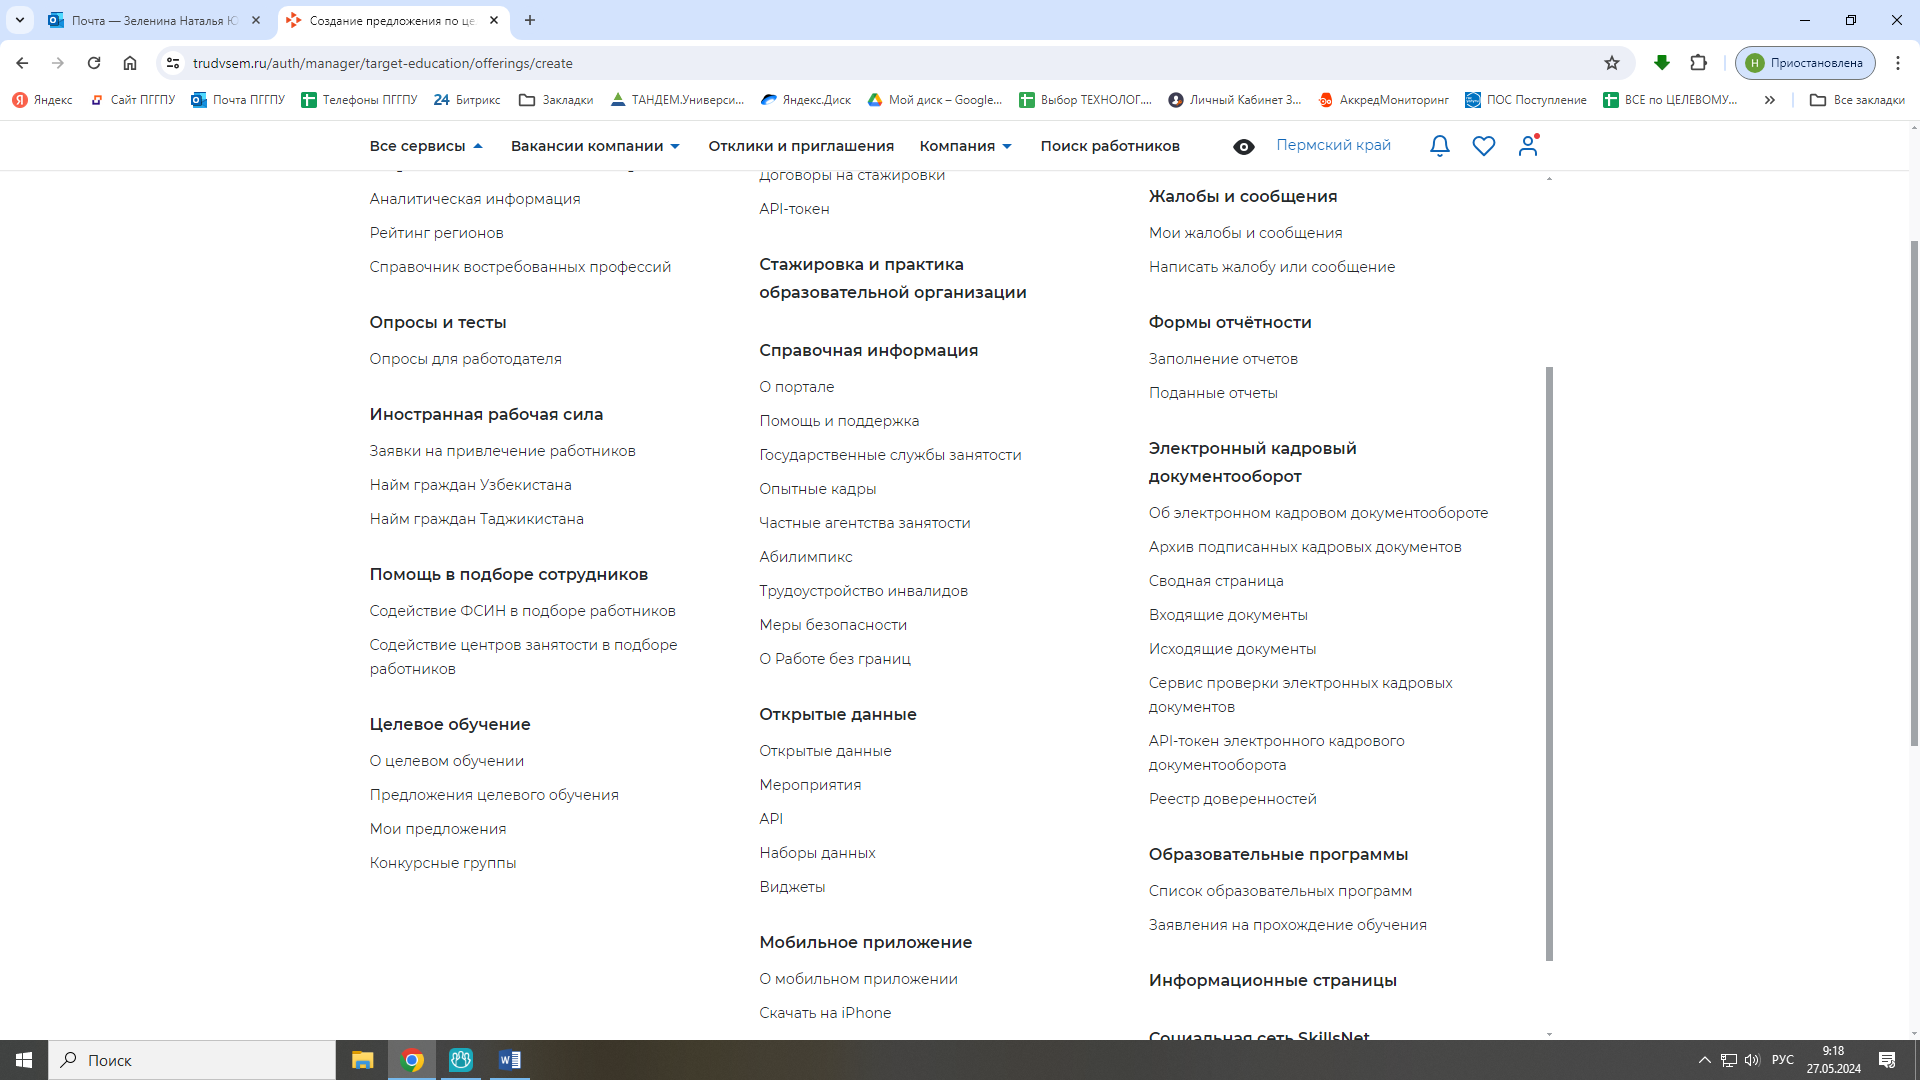 Почта — Зеленина Наталья Ю
Создание предложения по це
trudvsem.ru/auth/manager/target-education/offerings/create
Н Приостановлена
Яндекс
Сайт ПГГПУ
Почта ПГГПУ
Телефоны ПГГПУ
24 Битрикс
Закладки
ТАНДЕМ.Универси...
Яндекс.Диск
Мой диск – Google...
Выбор ТЕХНОЛОГ....
Личный Кабинет З...
АккредМониторинг
ПОС Поступление
ВСЕ по ЦЕЛЕВОМУ...
Все закладки
Все сервисы
Вакансии компании
Отклики и приглашения
Компания
Поиск работников
Пермский край
Аналитическая информация
Рейтинг регионов
Справочник востребованных профессий
Опросы и тесты
Опросы для работодателя
Иностранная рабочая сила
Заявки на привлечение работников
Найм граждан Узбекистана
Найм граждан Таджикистана
Помощь в подборе сотрудников
Содействие ФСИН в подборе работников
Содействие центров занятости в подборе
работников
Целевое обучение
О целевом обучении
Предложения целевого обучения
Мои предложения
Конкурсные группы
Договоры на стажировки
API-токен
Стажировка и практика
образовательной организации
Справочная информация
О портале
Помощь и поддержка
Государственные службы занятости
Опытные кадры
Частные агентства занятости
Абилимпикс
Трудоустройство инвалидов
Меры безопасности
О Работе без границ
Открытые данные
Открытые данные
Мероприятия
API
Наборы данных
Виджеты
Мобильное приложение
О мобильном приложении
Скачать на iPhone
Жалобы и сообщения
Мои жалобы и сообщения
Написать жалобу или сообщение
Формы отчётности
Заполнение отчетов
Поданные отчеты
Электронный кадровый
документооборот
Об электронном кадровом документообороте
Архив подписанных кадровых документов
Сводная страница
Входящие документы
Исходящие документы
Сервис проверки электронных кадровых
документов
API-токен электронного кадрового
документооборота
Реестр доверенностей
Образовательные программы
Список образовательных программ
Заявления на прохождение обучения
Информационные страницы
Социальная сеть SkillsNet
Поиск
РУС
9:18
27.05.2024